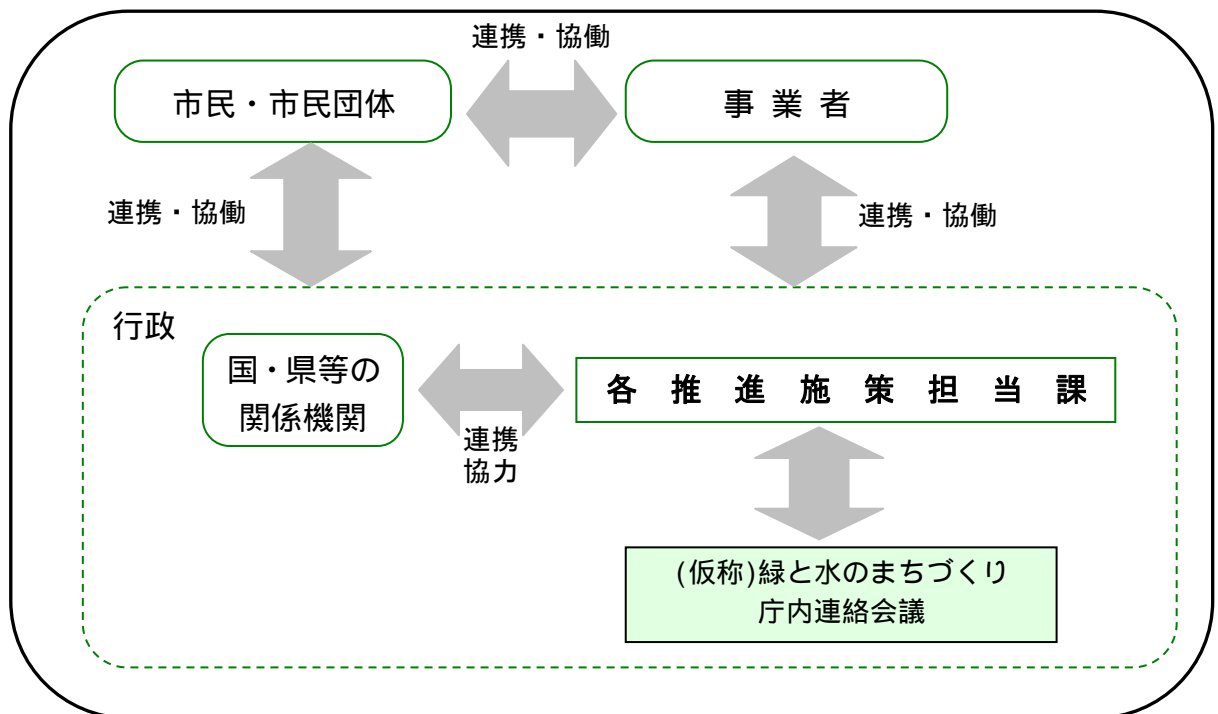 連携・協働
市民・市民団体
事 業 者
連携・協働
連携・協働
行政
国・県等の
関係機関
各 推 進 施 策 担 当 課
連携
協力
(仮称)緑と水のまちづくり
庁内連絡会議